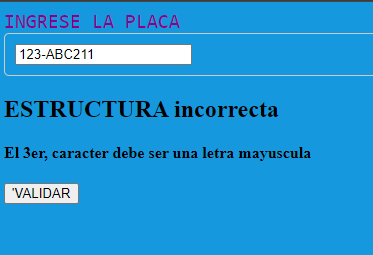 INGRESE LA PLACA
123-ABC211
ESTRUCTURA incorrecta
El 3er, caracter debe ser una letra mayuscula
'VALIDAR